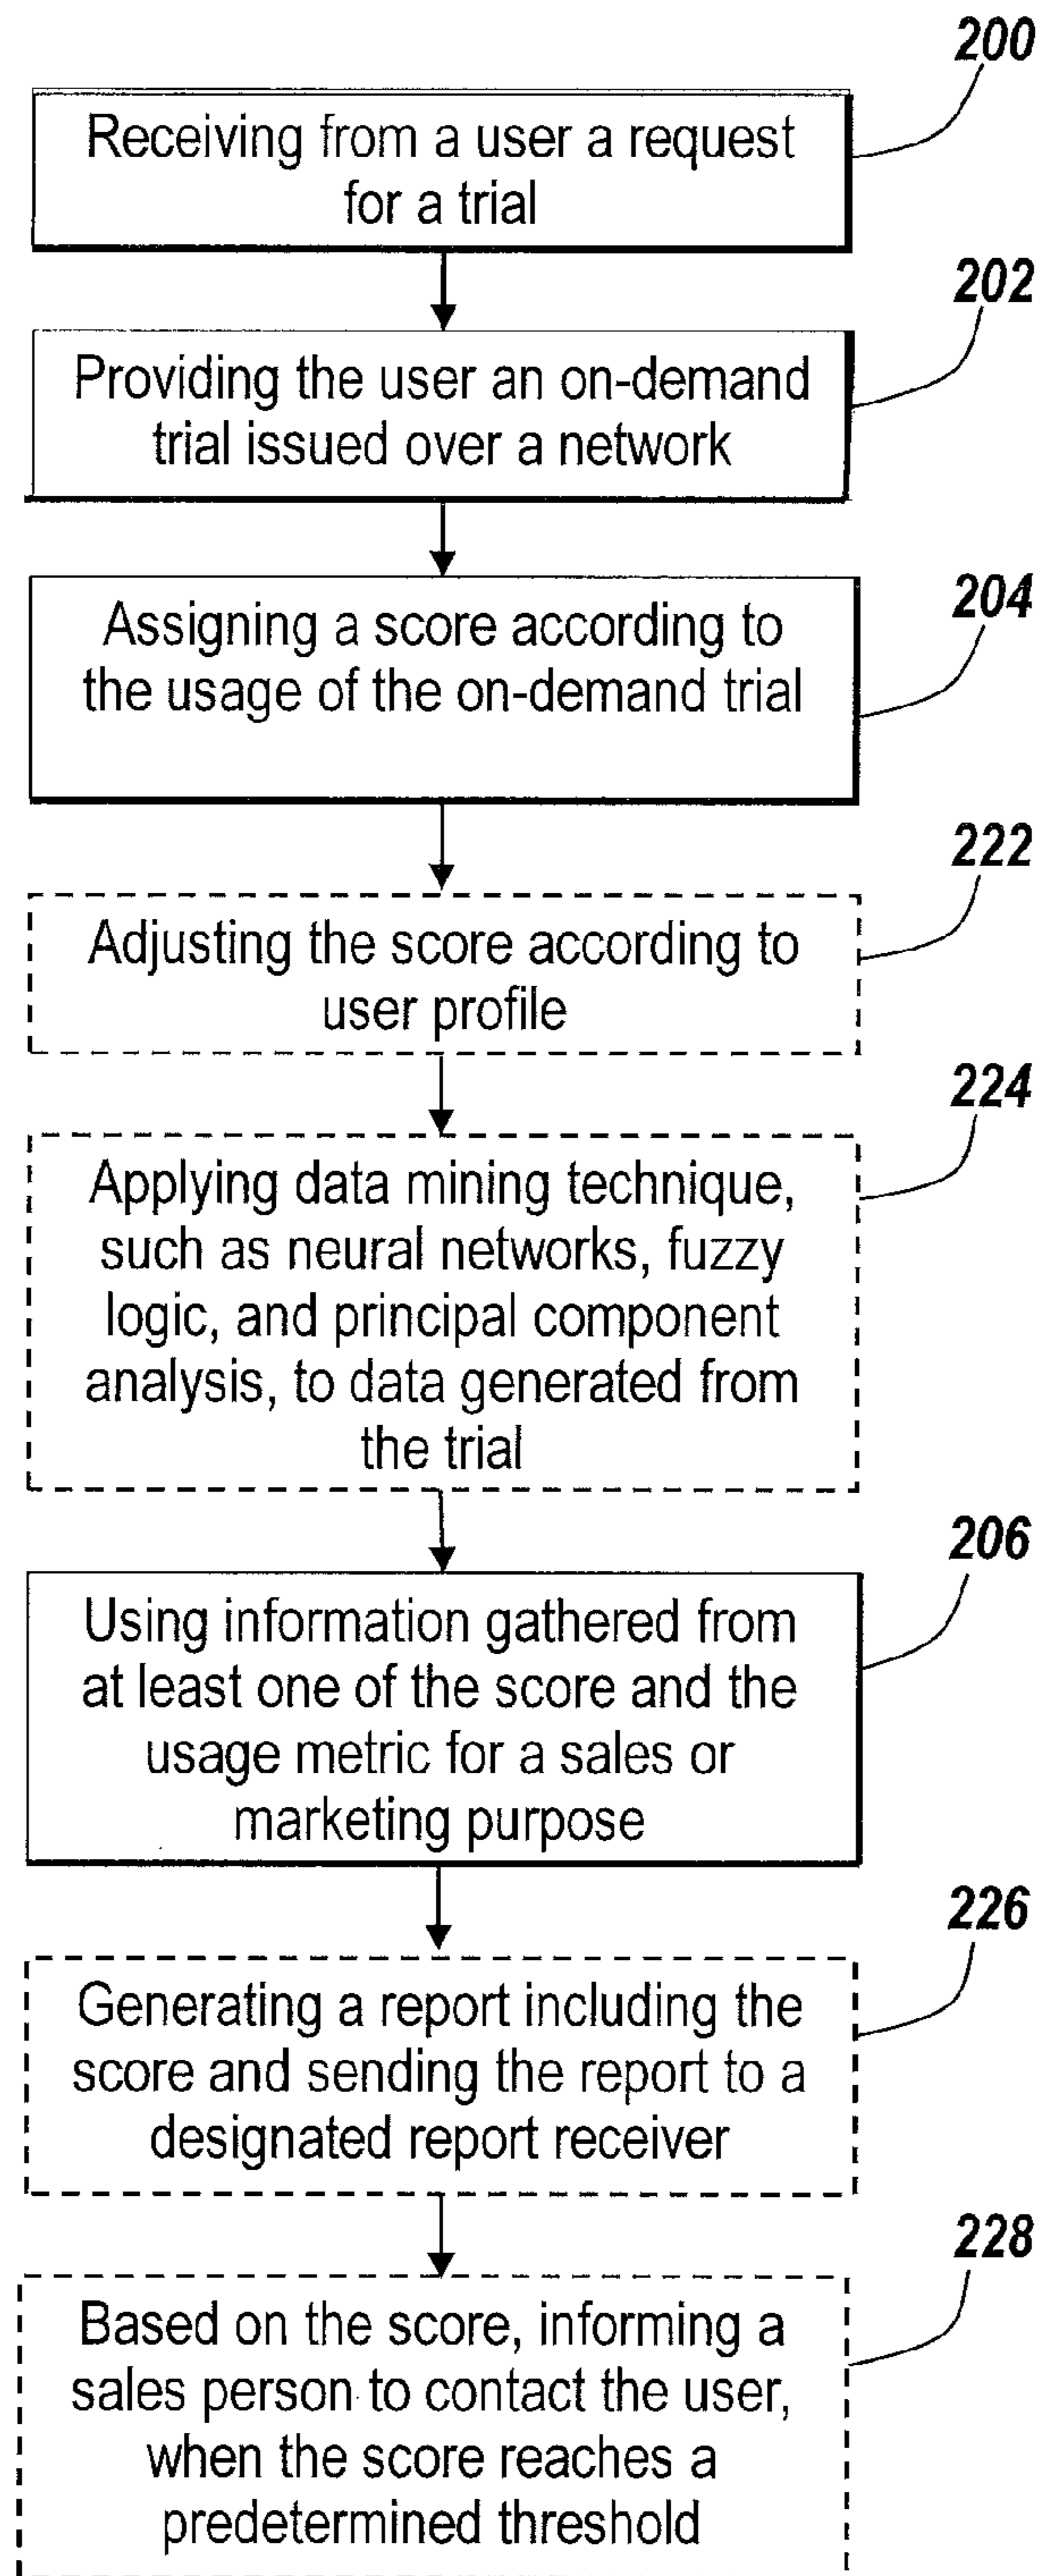 200
Receiving from a user a request
for a trial
202
Providing the user an on-demand
trial issued over a network
204
Assigning a score according to
the usage of the on-demand trial
222
Adjusting the score according to
user profile
224
Applying data mining technique,
such as neural networks, fuzzy
logic, and principal component
analysis, to data generated from
the trial
206
Using information gathered from
at least one of the score and the
usage metric for a sales or
marketing purpose
226
Generating a report including the
score and sending the report to a
designated report receiver
228
Based on the score, informing a
sales person to contact the user,
when the score reaches a
predetermined threshold